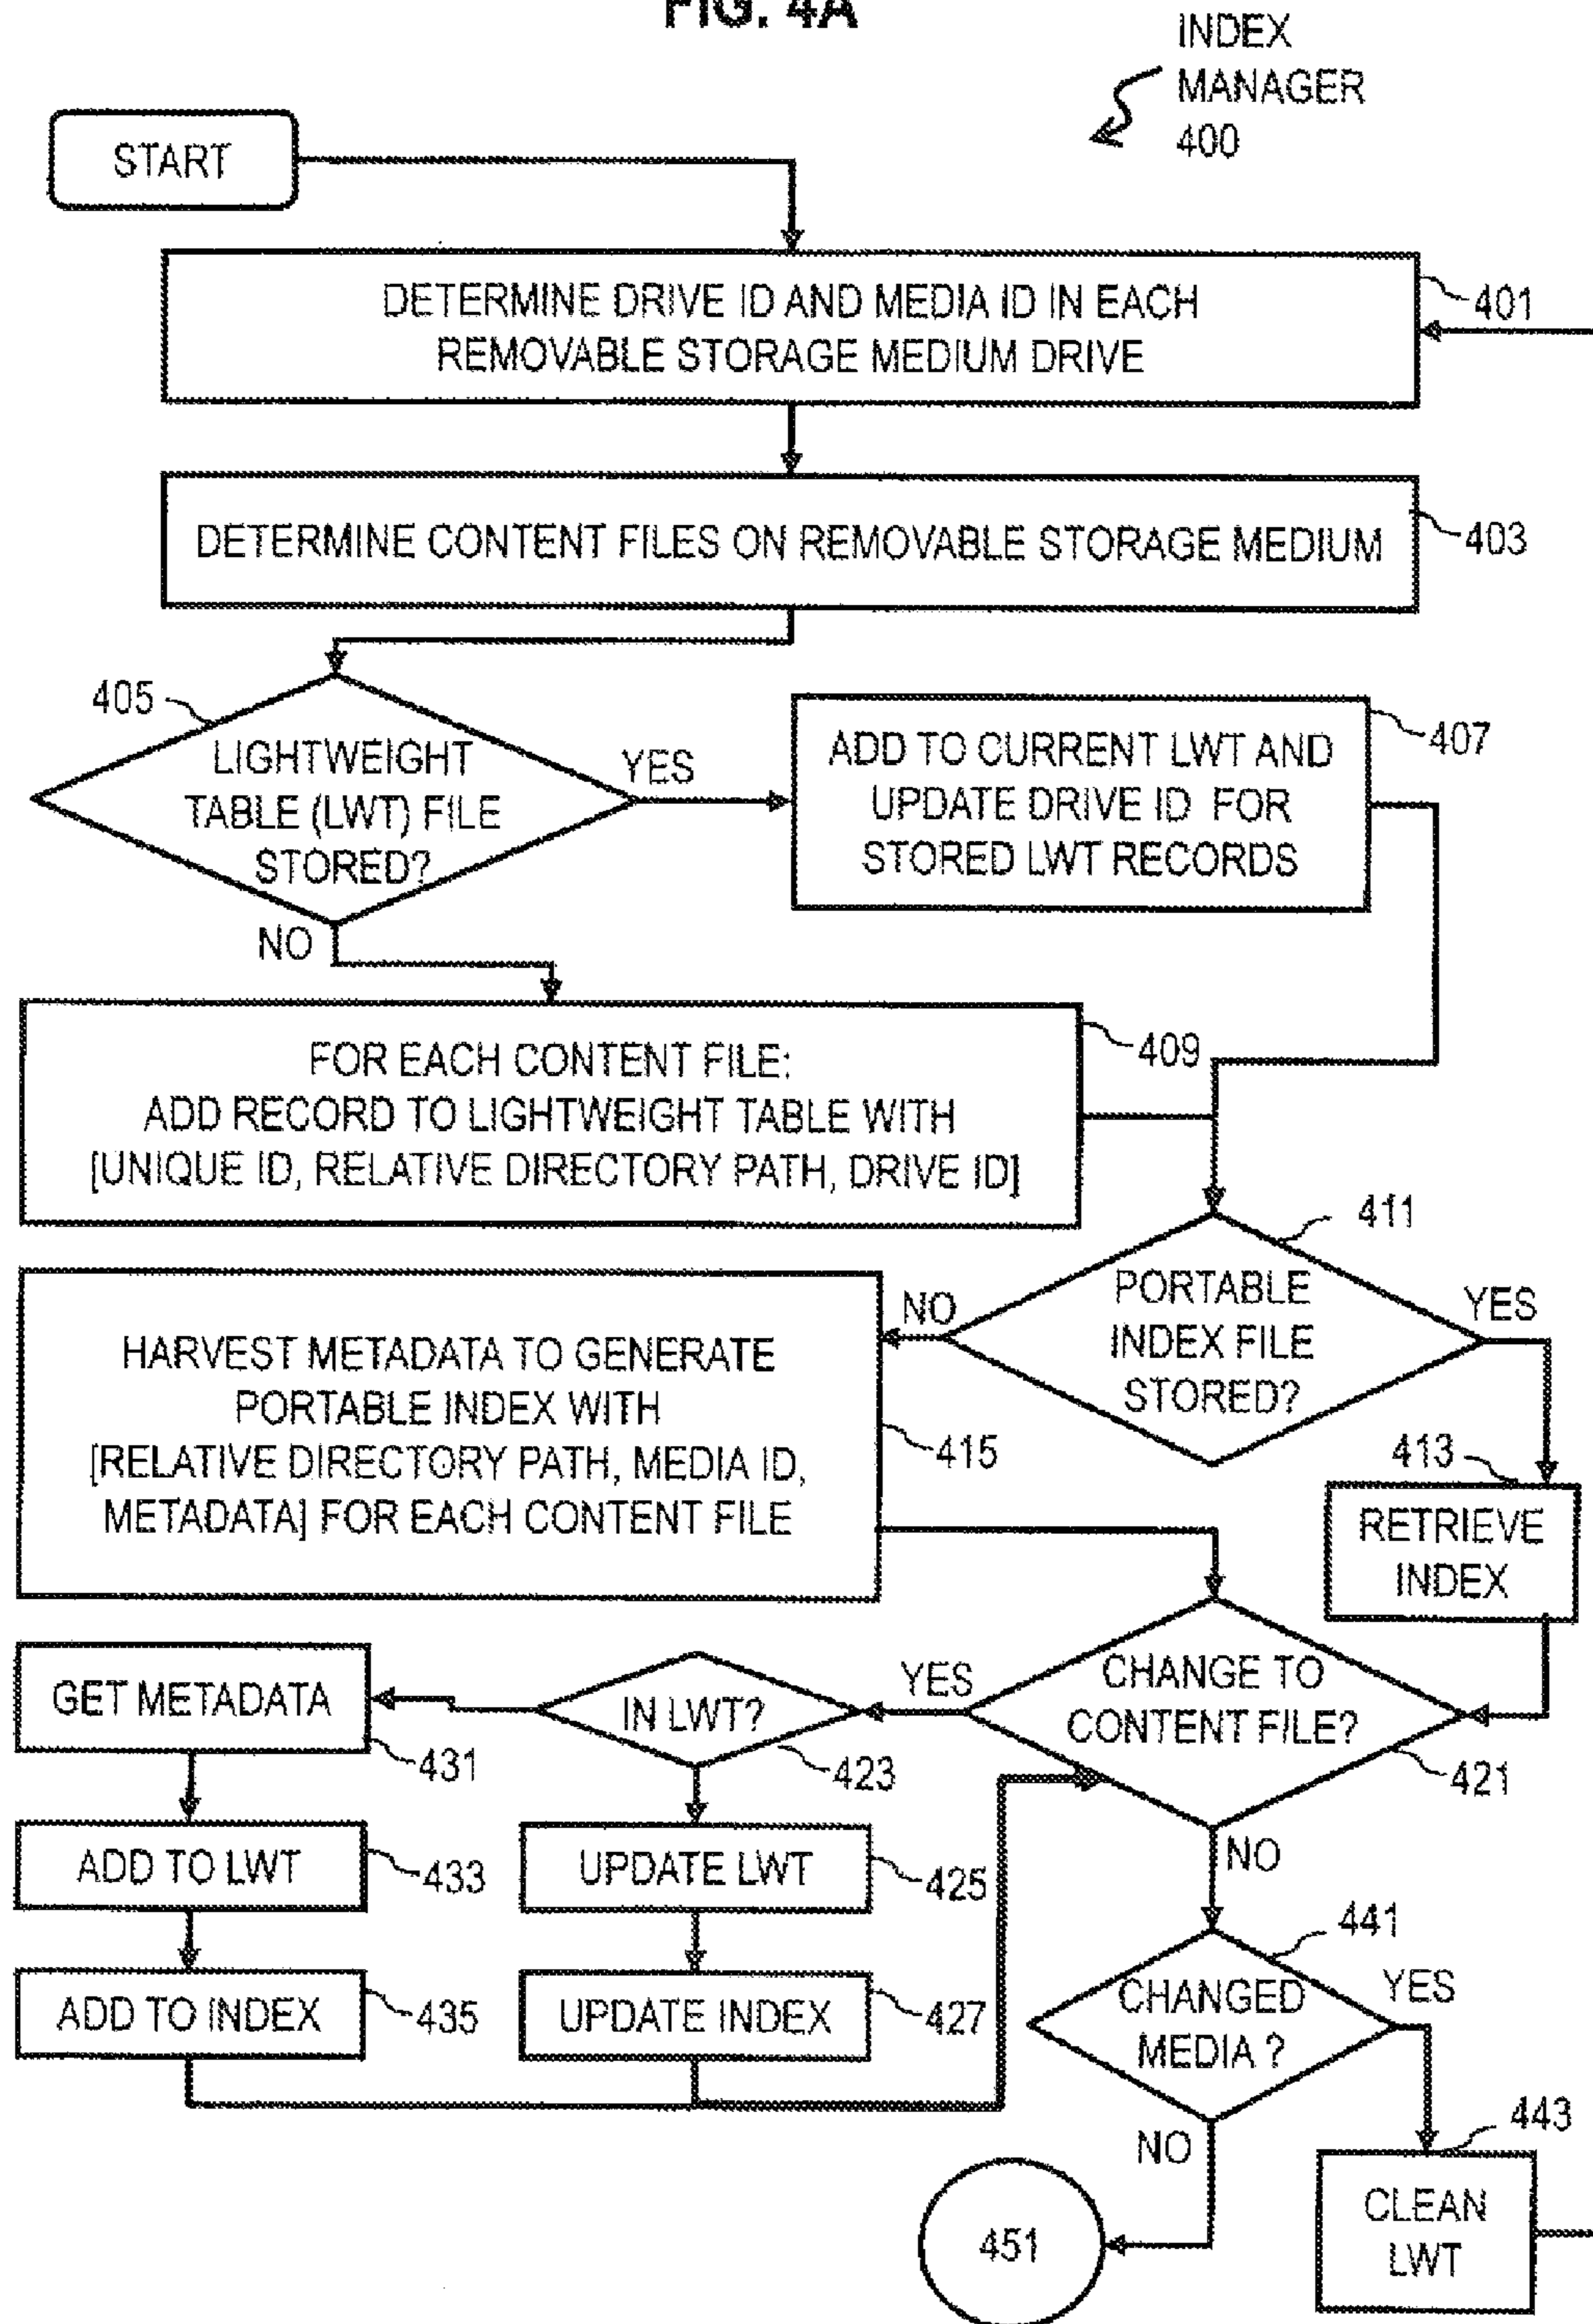 FIG. 4A
INDEX
MANAGER
400
START
DETERMINE DRIVE ID AND MEDIA ID IN EACH
REMOVABLE STORAGE MEDIUM DRIVE
401
DETERMINE CONTENT FILES ON REMOVABLE STORAGE MEDIUM
403
405
LIGHTWEIGHT
TABLE (LWT) FILE
STORED?
YES
NO
ADD TO CURRENT LWT AND
UPDATE DRIVE ID FOR
STORED LWT RECORDS
407
FOR EACH CONTENT FILE:
ADD RECORD TO LIGHTWEIGHT TABLE WITH
[UNIQUE ID, RELATIVE DIRECTORY PATH, DRIVE ID]
409
411
PORTABLE
INDEX FILE
STORED?
NO
YES
HARVEST METADATA TO GENERATE
PORTABLE INDEX WITH
[RELATIVE DIRECTORY PATH, MEDIA ID,
METADATA] FOR EACH CONTENT FILE
415
413
RETRIEVE
INDEX
CHANGE TO
CONTENT FILE?
421
YES
NO
IN LWT?
423
GET METADATA
431
ADD TO LWT
433
UPDATE LWT
425
ADD TO INDEX
435
UPDATE INDEX
427
441
CHANGED
MEDIA ?
YES
NO
443
CLEAN
LWT
451